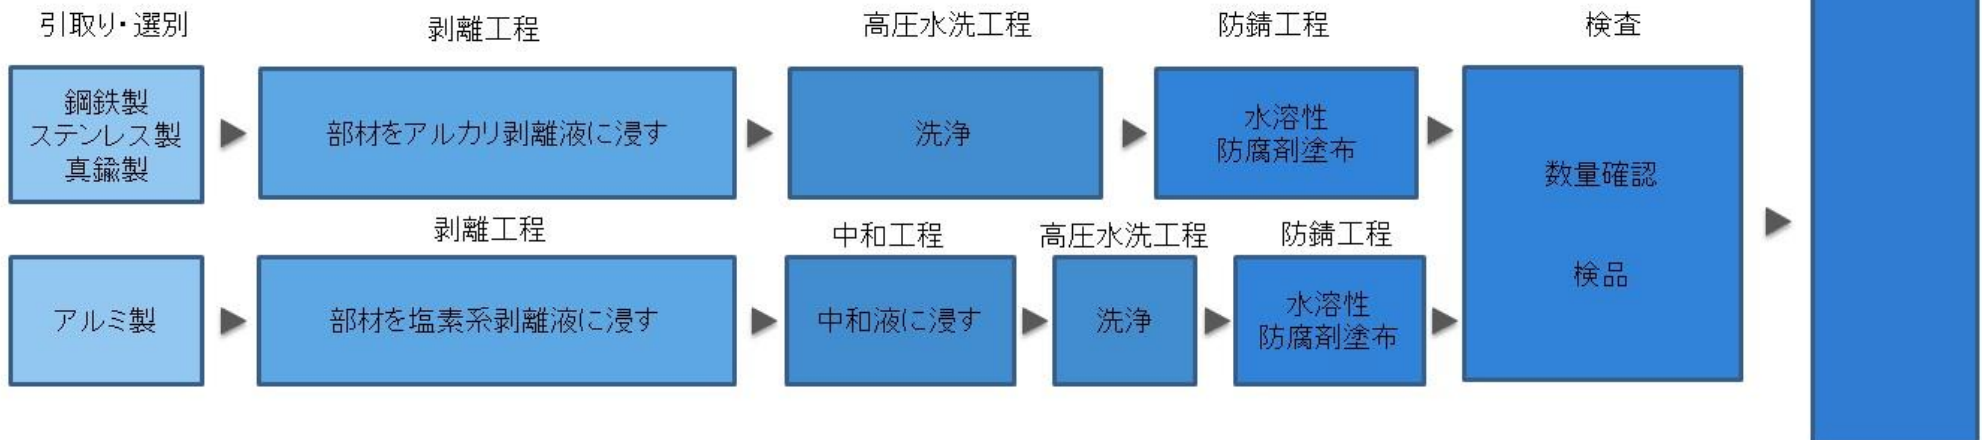 引取り・選別
剥離工程
高圧水洗工程
防錆工程
検査
鋼鉄製
ステンレス製
真鍮製
部材をアルカリ剥離液に浸す
洗浄
水溶性
防腐剤塗布
数量確認
検品
剥離工程
中和工程
高圧水洗工程
防錆工程
アルミ製
部材を塩素系剥離液に浸す
中和液に浸す
洗浄
水溶性
防腐剤塗布